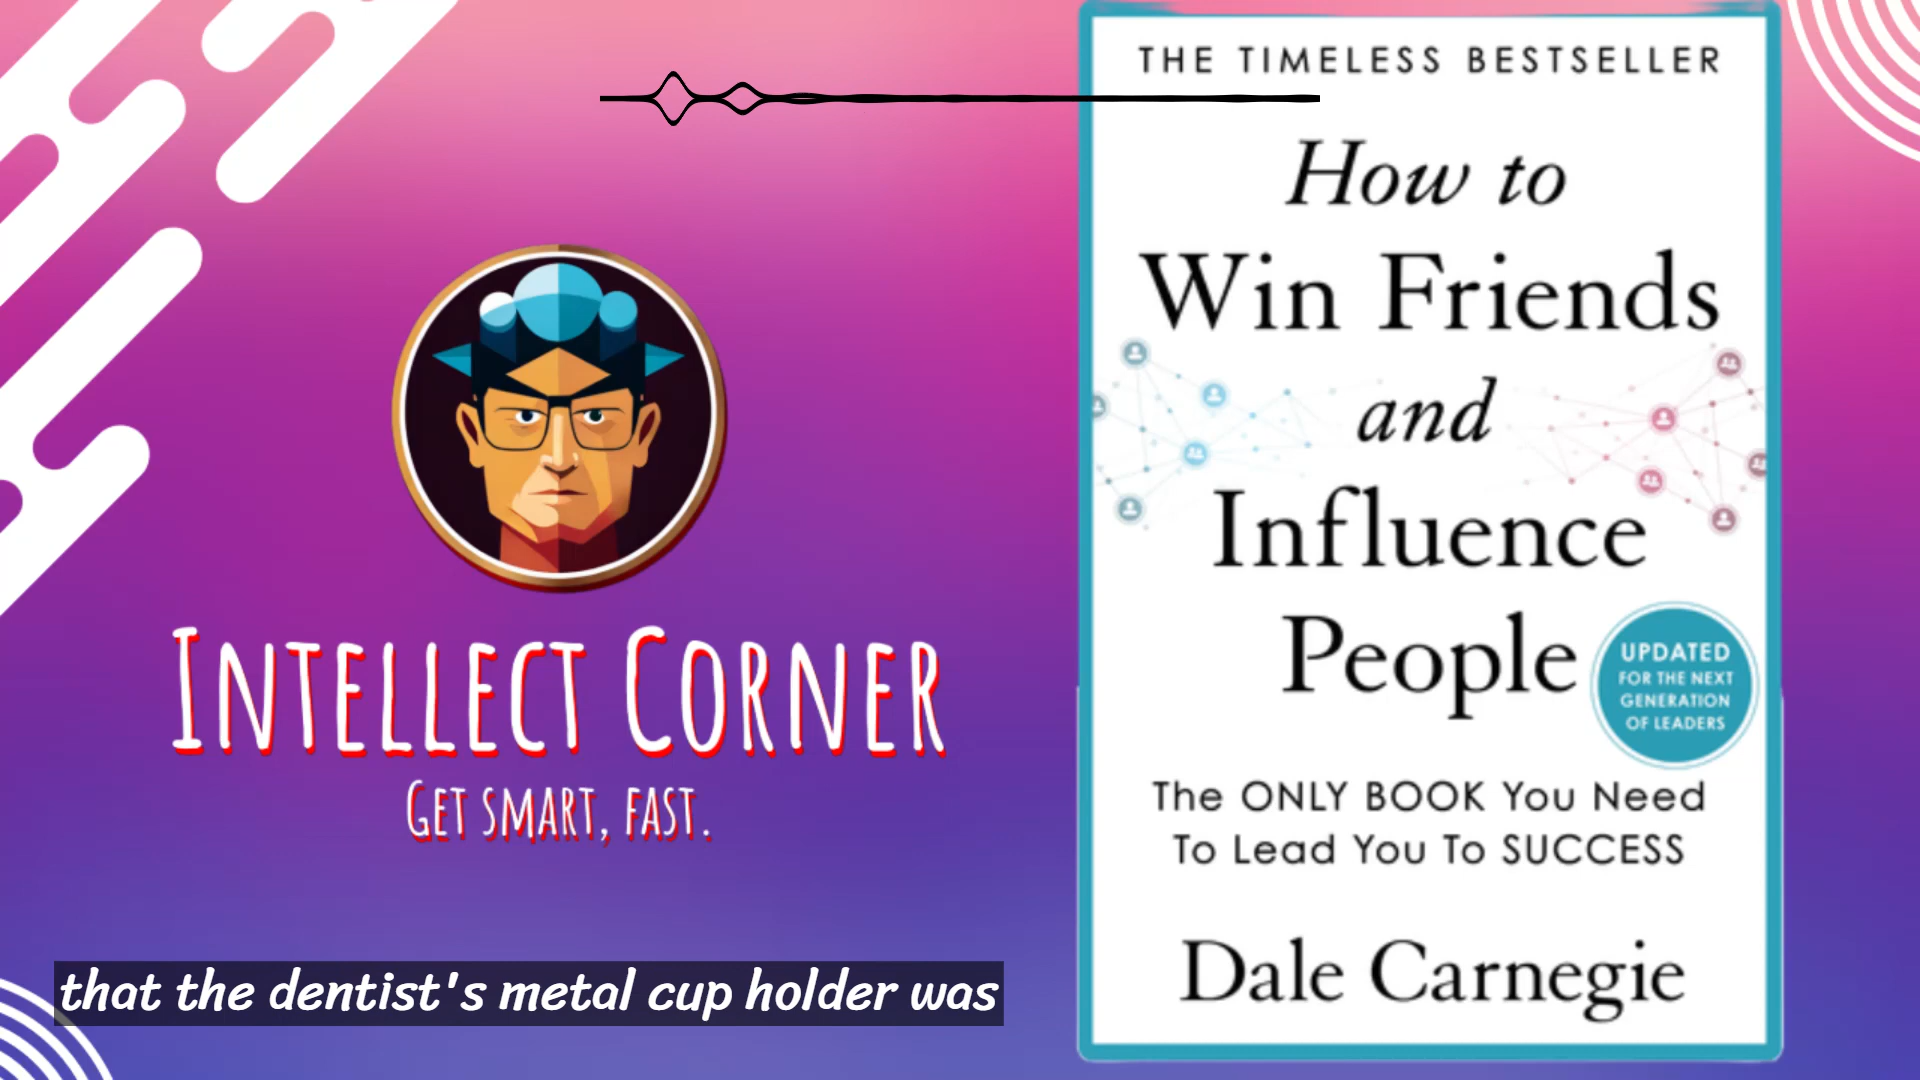 INTELLECT CORNER
GET SMART, FAST.
that the dentist's metal cup holder was
THE TIMELESS BESTSELLER
How to
Win Friends
and
Influence
People
UPDATED
FOR THE NEXT
GENERATION
OF LEADERS
The ONLY BOOK You Need
To Lead You To SUCCESS
Dale Carnegie